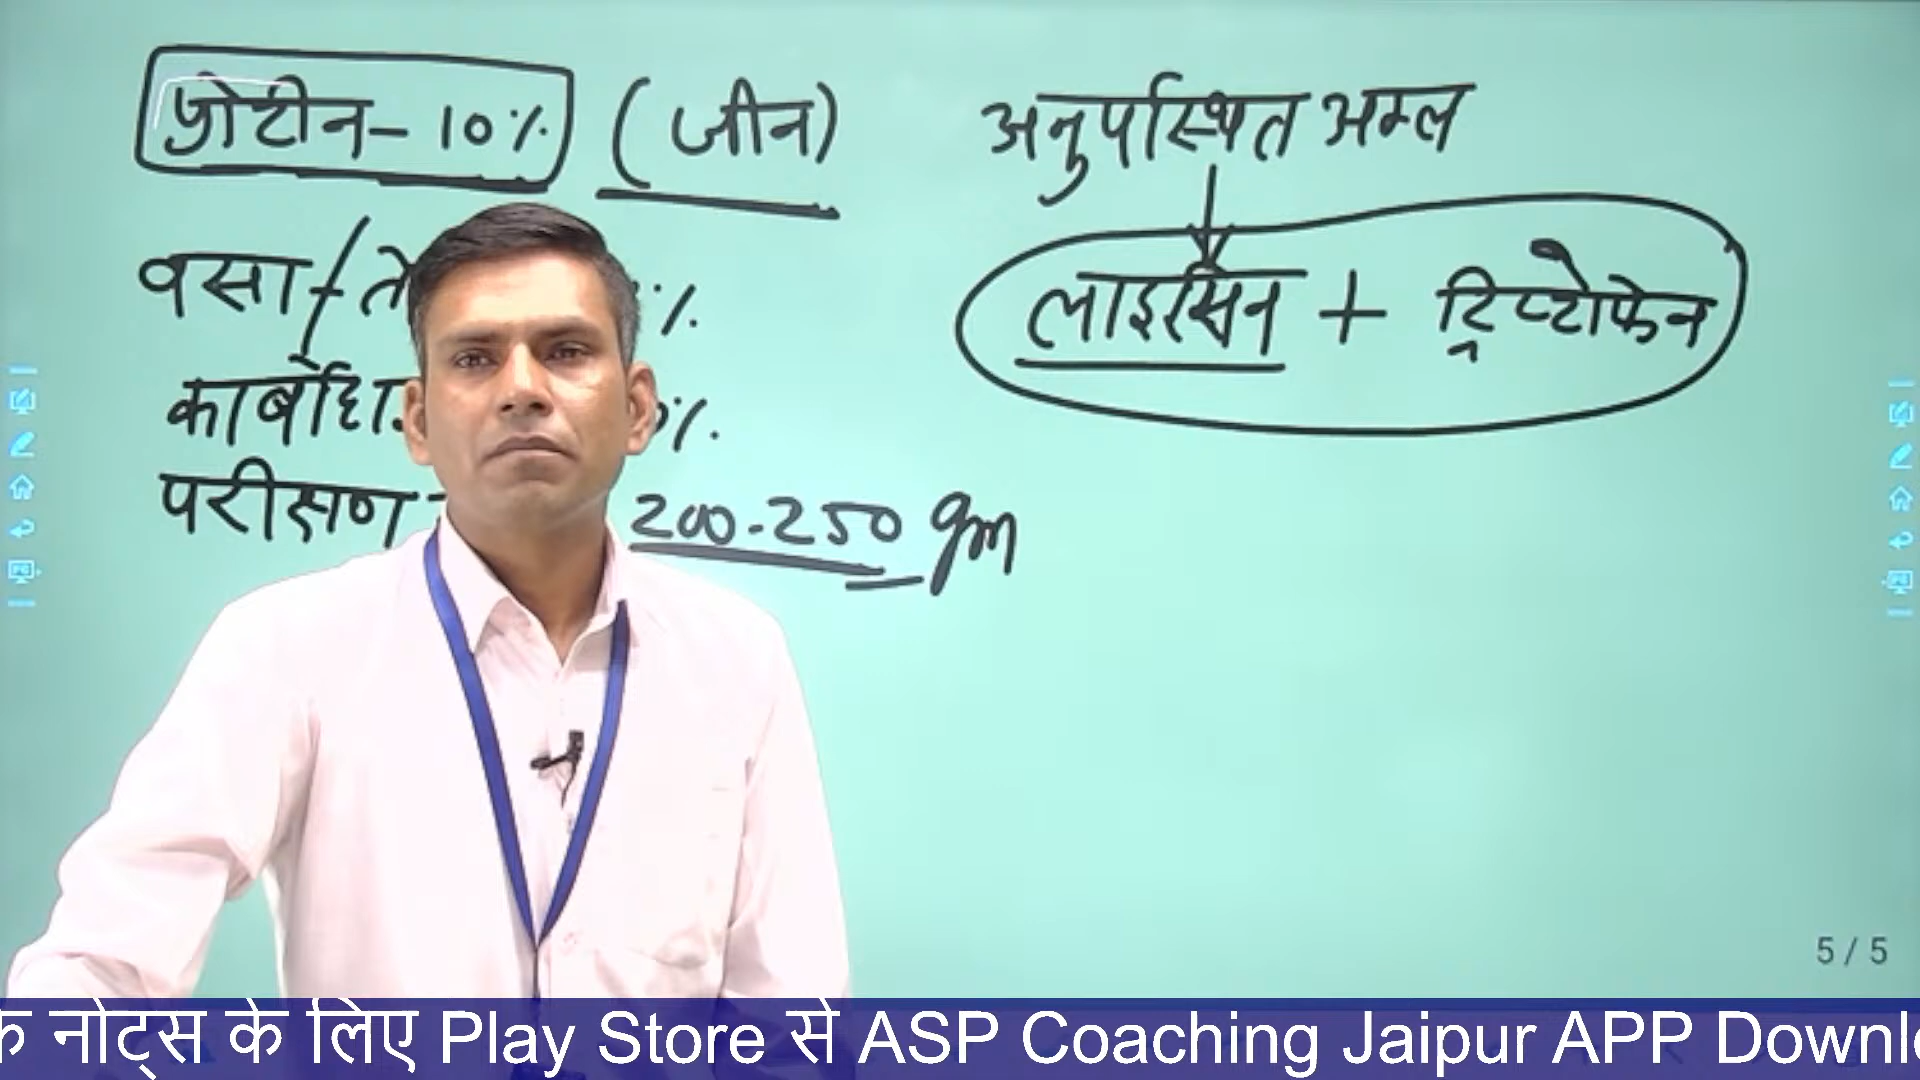 प्रोटीन - 10% (जीन) अनुपस्थित अम्ल
वसा / ते %
लाइसिन + ट्रिप्टोफेन
कार्बोहा %
परीक्षण 200-250 gm
5 / 5
नोट्स के लिए Play Store से ASP Coaching Jaipur APP Downl